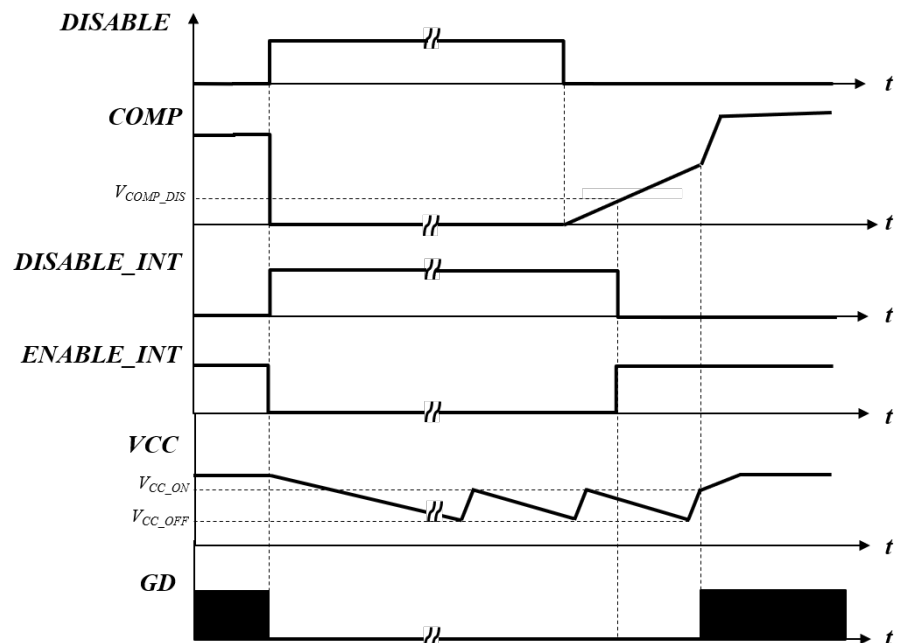 DISABLE
t
COMP
V_COMP_DIS
t
DISABLE_INT
t
ENABLE_INT
t
VCC
V_CC_ON
V_CC_OFF
t
GD
t